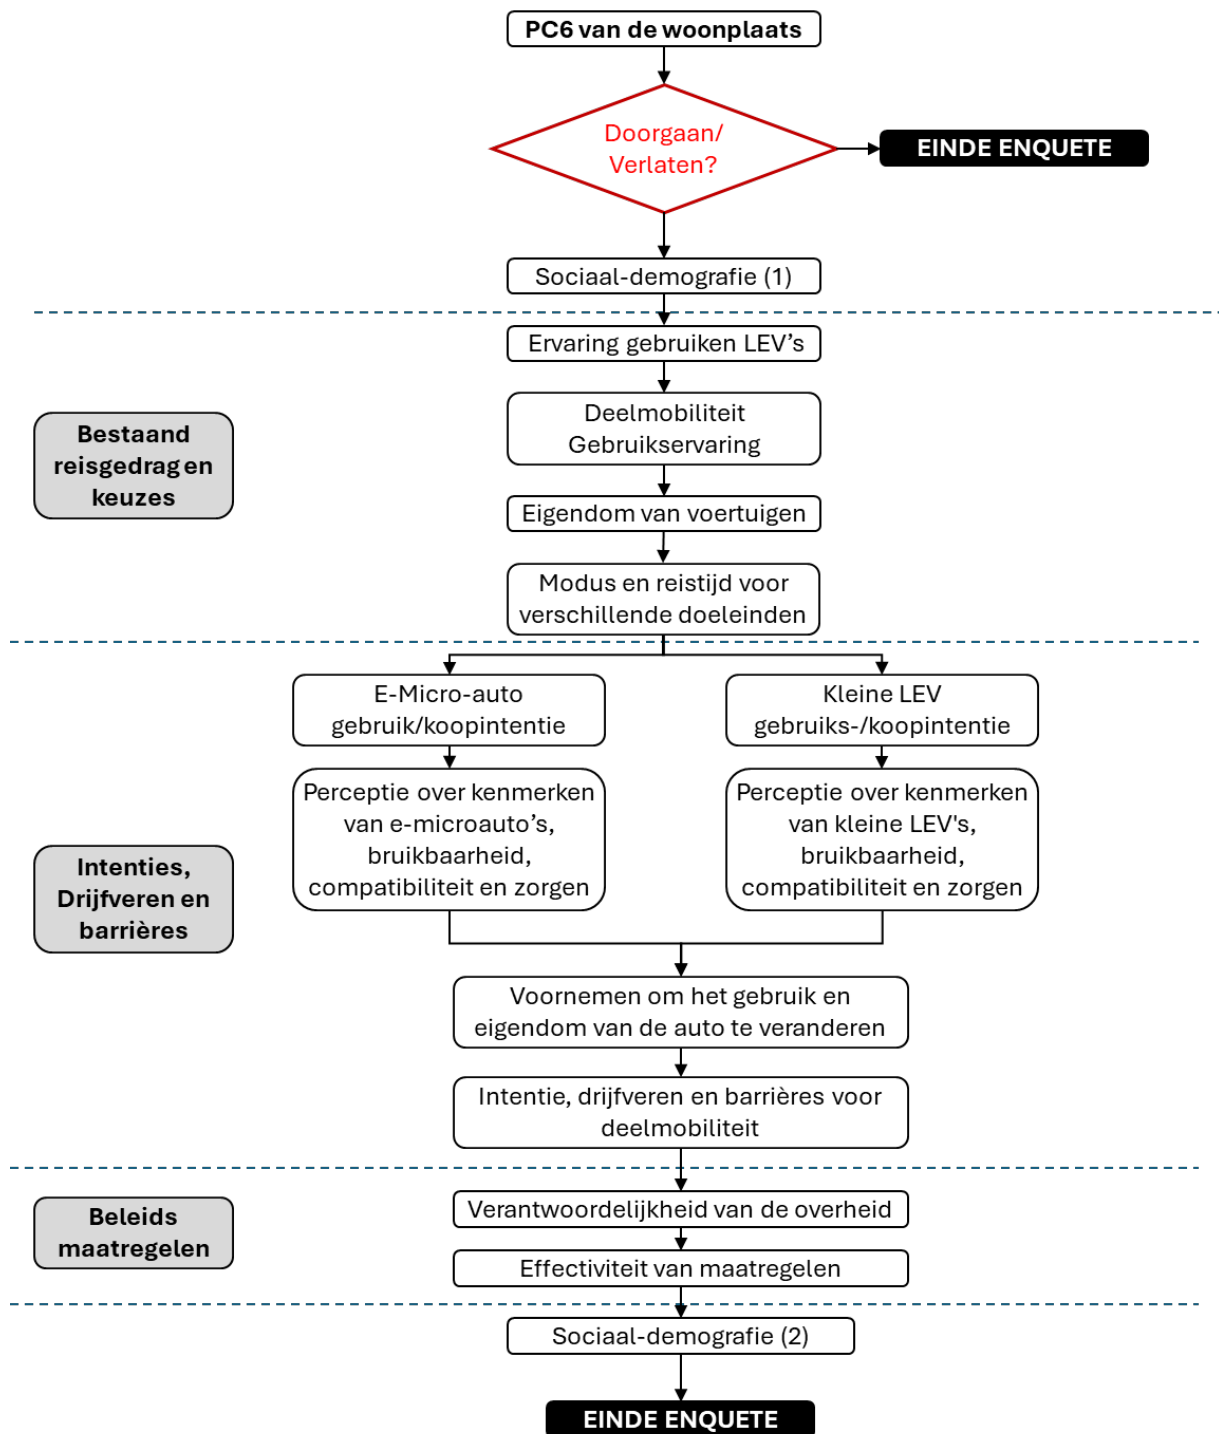 PC6 van de woonplaats
Doorgaan/
Verlaten?
EINDE ENQUETE
Sociaal-demografie (1)
Ervaring gebruiken LEV’s
Bestaand
reisgedrag en
keuzes
Deelmobiliteit
Gebruikservaring
Eigendom van voertuigen
Modus en reistijd voor
verschillende doeleinden
E-Micro-auto
gebruik/koopintentie
Kleine LEV
gebruiks-/koopintentie
Intenties,
Drijfveren en
barrières
Perceptie over kenmerken
van e-microauto’s,
bruikbaarheid,
compatibiliteit en zorgen
Perceptie over kenmerken
van kleine LEV's,
bruikbaarheid,
compatibiliteit en zorgen
Voornemen om het gebruik en
eigendom van de auto te veranderen
Intentie, drijfveren en barrières voor
deelmobiliteit
Beleids
maatregelen
Verantwoordelijkheid van de overheid
Effectiviteit van maatregelen
Sociaal-demografie (2)
EINDE ENQUETE